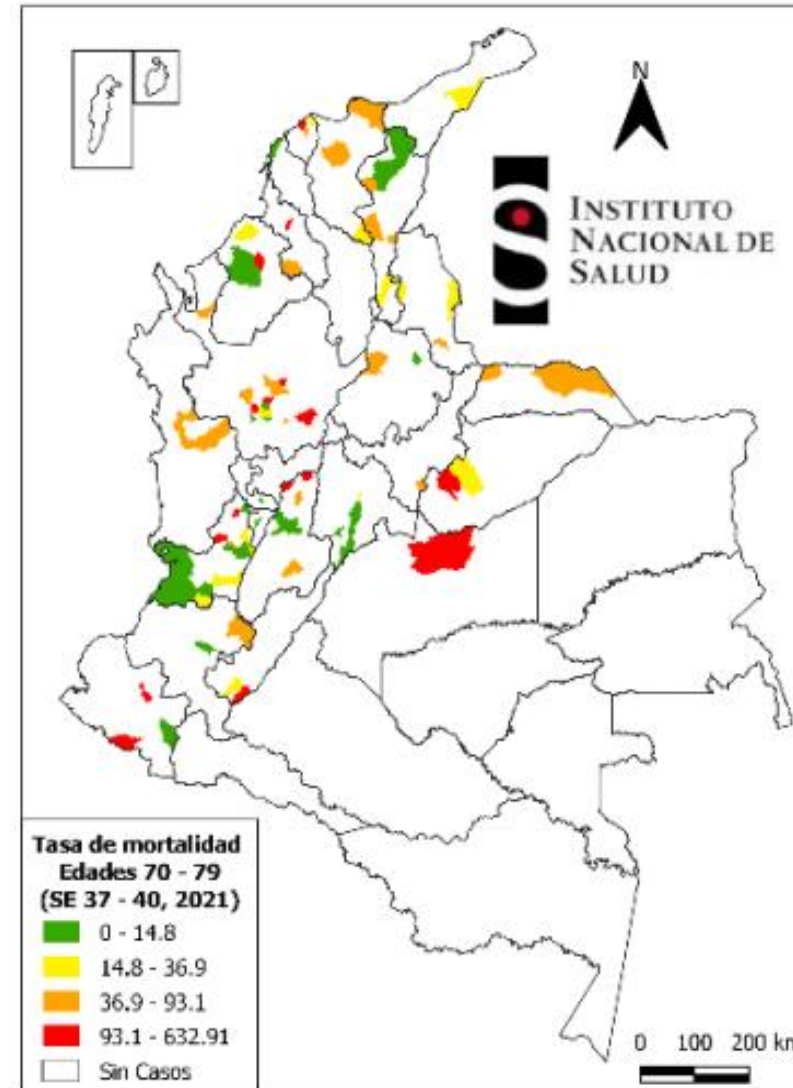 N
INSTITUTO
NACIONAL DE
SALUD
Tasa de mortalidad
Edades 70 - 79
(SE 37 - 40, 2021)
0 - 14.8
14.8 - 36.9
36.9 - 93.1
93.1 - 632.91
Sin Casos
0 100 200 km